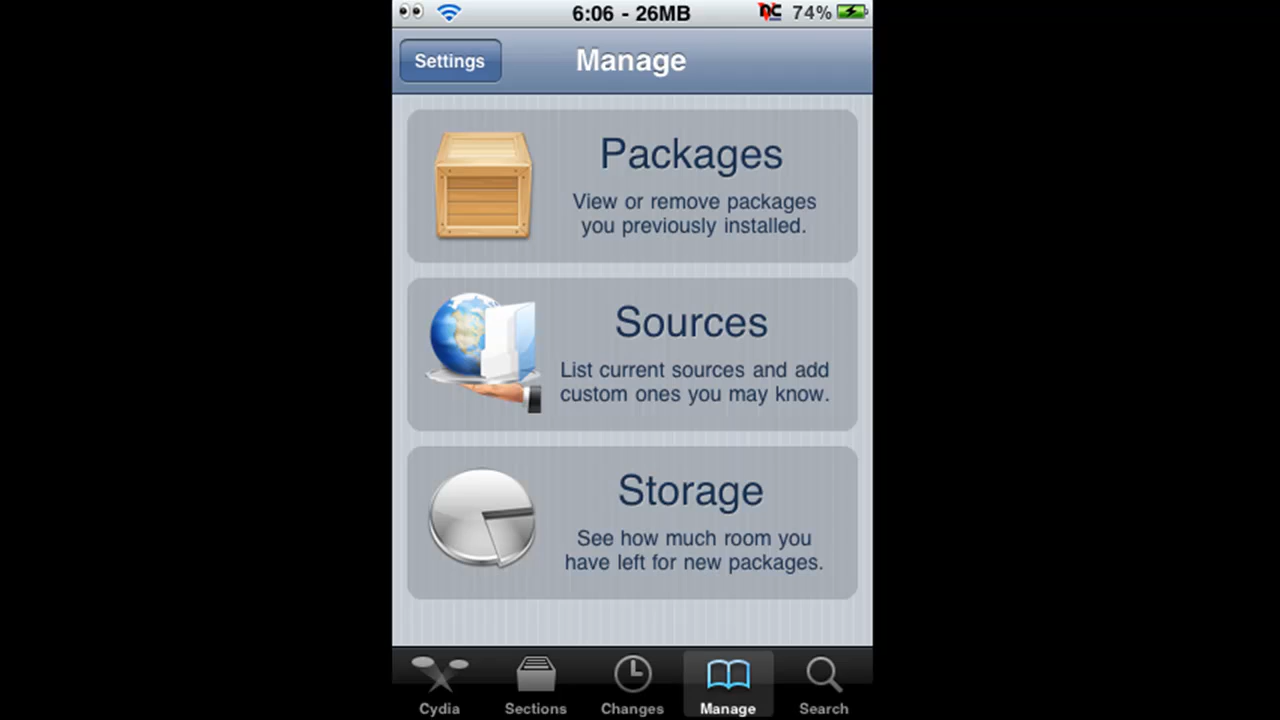 6:06 - 26MB
nc 74%
Settings
Manage
Packages
View or remove packages
you previously installed.
Sources
List current sources and add
custom ones you may know.
Storage
See how much room you
have left for new packages.
Cydia
Sections
Changes
Manage
Search